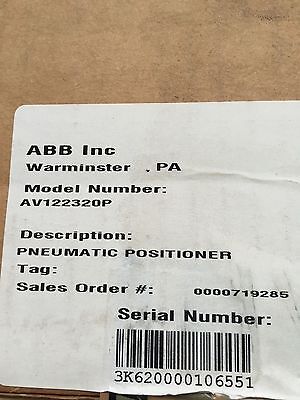 ABB Inc
Warminster , PA
Model Number:
AV122320P
Description:
PNEUMATIC POSITIONER
Tag:
Sales Order #: 0000719285
Serial Number:
3K620000106551